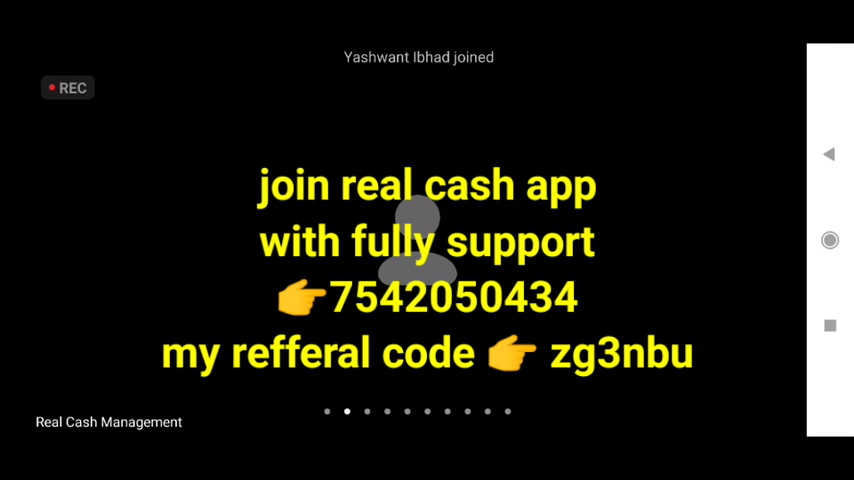 Yashwant Ibhad joined
REC
join real cash app
with fully support
👉7542050434
my refferal code 👉 zg3nbu
Real Cash Management